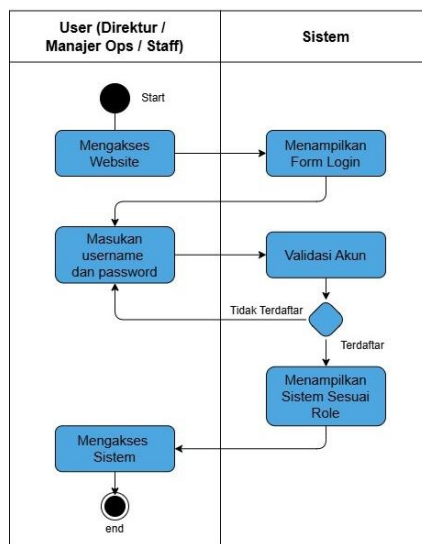 User (Direktur /
Manajer Ops / Staff)
Sistem
Start
Mengakses
Website
Menampilkan
Form Login
Masukan
username
dan password
Validasi Akun
Tidak Terdaftar
Terdaftar
Menampilkan
Sistem Sesuai
Role
Mengakses
Sistem
end